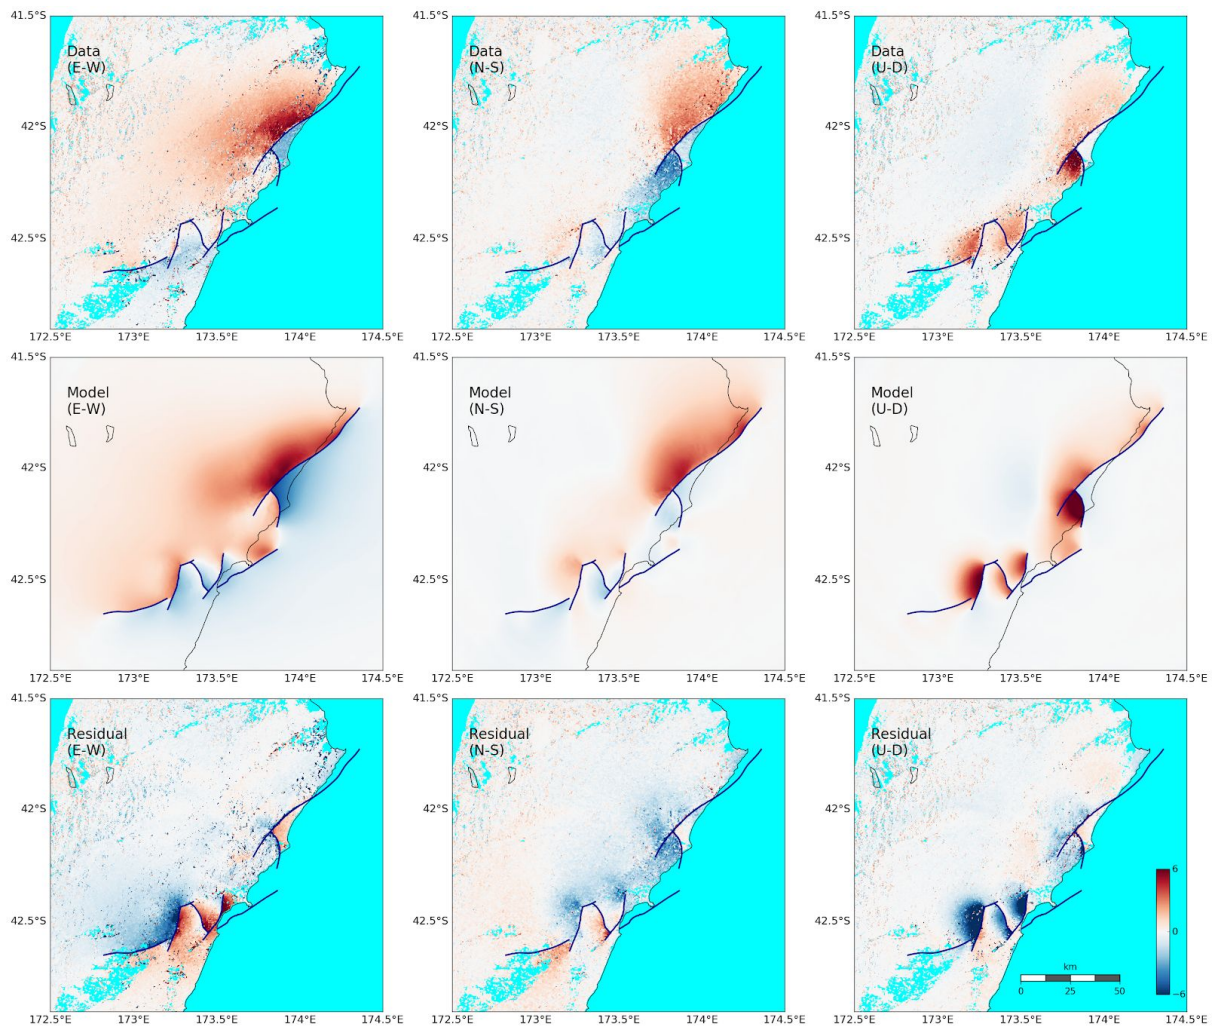 41.5°S
42°S
42.5°S
Data
(E-W)
172.5°E
173°E
173.5°E
174°E
174.5°E
41.5°S
42°S
42.5°S
Data
(N-S)
172.5°E
173°E
173.5°E
174°E
174.5°E
41.5°S
42°S
42.5°S
Data
(U-D)
172.5°E
173°E
173.5°E
174°E
174.5°E
41.5°S
42°S
42.5°S
Model
(E-W)
172.5°E
173°E
173.5°E
174°E
174.5°E
41.5°S
42°S
42.5°S
Model
(N-S)
172.5°E
173°E
173.5°E
174°E
174.5°E
41.5°S
42°S
42.5°S
Model
(U-D)
172.5°E
173°E
173.5°E
174°E
174.5°E
41.5°S
42°S
42.5°S
Residual
(E-W)
172.5°E
173°E
173.5°E
174°E
174.5°E
41.5°S
42°S
42.5°S
Residual
(N-S)
172.5°E
173°E
173.5°E
174°E
174.5°E
41.5°S
42°S
42.5°S
Residual
(U-D)
6
0
−6
km
0 25 50
172.5°E
173°E
173.5°E
174°E
174.5°E